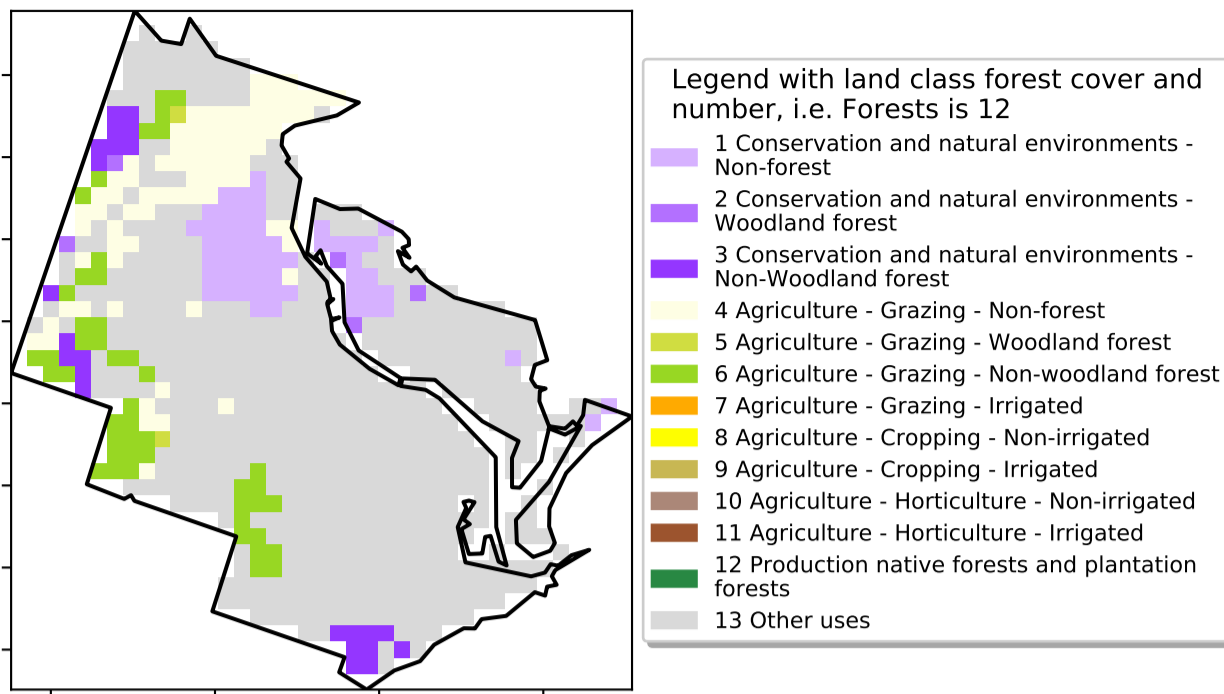 Legend with land class forest cover and
number, i.e. Forests is 12
1 Conservation and natural environments -
Non-forest
2 Conservation and natural environments -
Woodland forest
3 Conservation and natural environments -
Non-Woodland forest
4 Agriculture - Grazing - Non-forest
5 Agriculture - Grazing - Woodland forest
6 Agriculture - Grazing - Non-woodland forest
7 Agriculture - Grazing - Irrigated
8 Agriculture - Cropping - Non-irrigated
9 Agriculture - Cropping - Irrigated
10 Agriculture - Horticulture - Non-irrigated
11 Agriculture - Horticulture - Irrigated
12 Production native forests and plantation
forests
13 Other uses